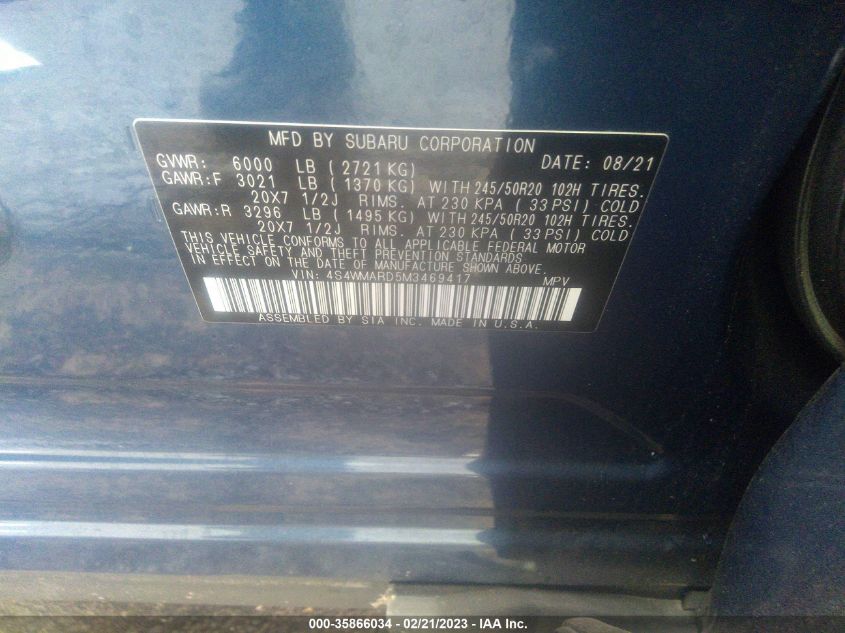 MFD BY SUBARU CORPORATION
GVWR: 6000 LB ( 2721 KG) DATE: 08/21
GAWR:F 3021 LB ( 1370 KG) WITH 245/50R20 102H TIRES.
20X7 1/2J RIMS. AT 230 KPA ( 33 PSI) COLD
GAWR:R 3296 LB ( 1495 KG) WITH 245/50R20 102H TIRES.
20X7 1/2J RIMS. AT 230 KPA ( 33 PSI) COLD
THIS VEHICLE CONFORMS TO ALL APPLICABLE FEDERAL MOTOR
VEHICLE SAFETY AND THEFT PREVENTION STANDARDS
IN EFFECT ON THE DATE OF MANUFACTURE SHOWN ABOVE.
VIN: 4S4WMARD5M3469417 MPV
ASSEMBLED BY SIA INC. MADE IN U.S.A.
000-35866034 - 02/21/2023 - IAA Inc.